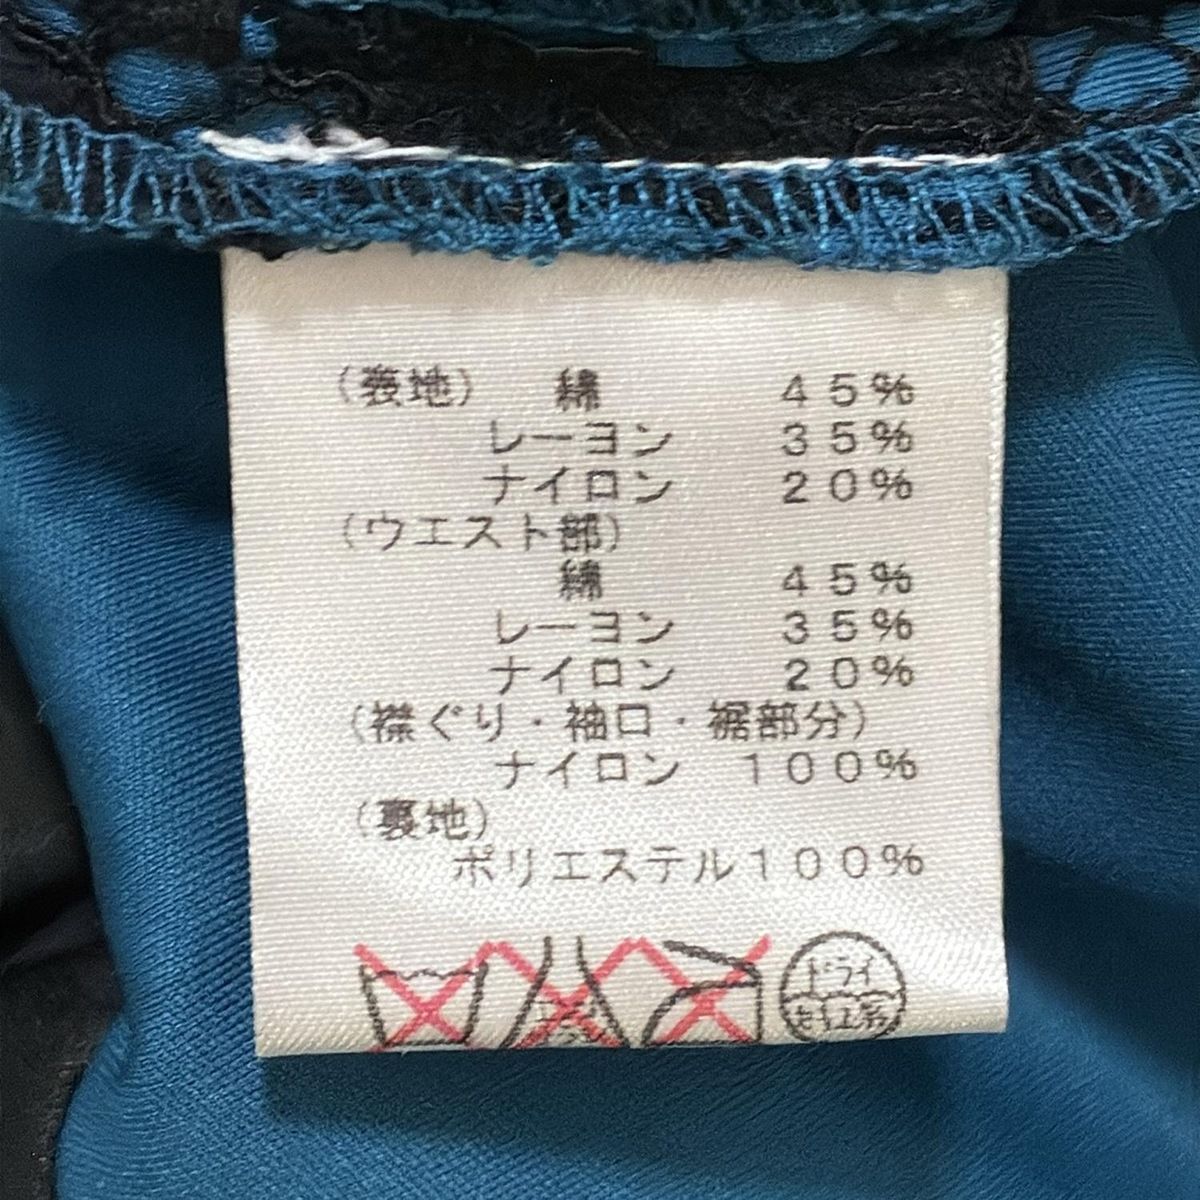 （表地）　綿　４５％
レーヨン　３５％
ナイロン　２０％
（ウエスト部）
綿　４５％
レーヨン　３５％
ナイロン　２０％
（襟ぐり・袖口・裾部分）
ナイロン　１００％
（裏地）
ポリエステル１００％
ドライ